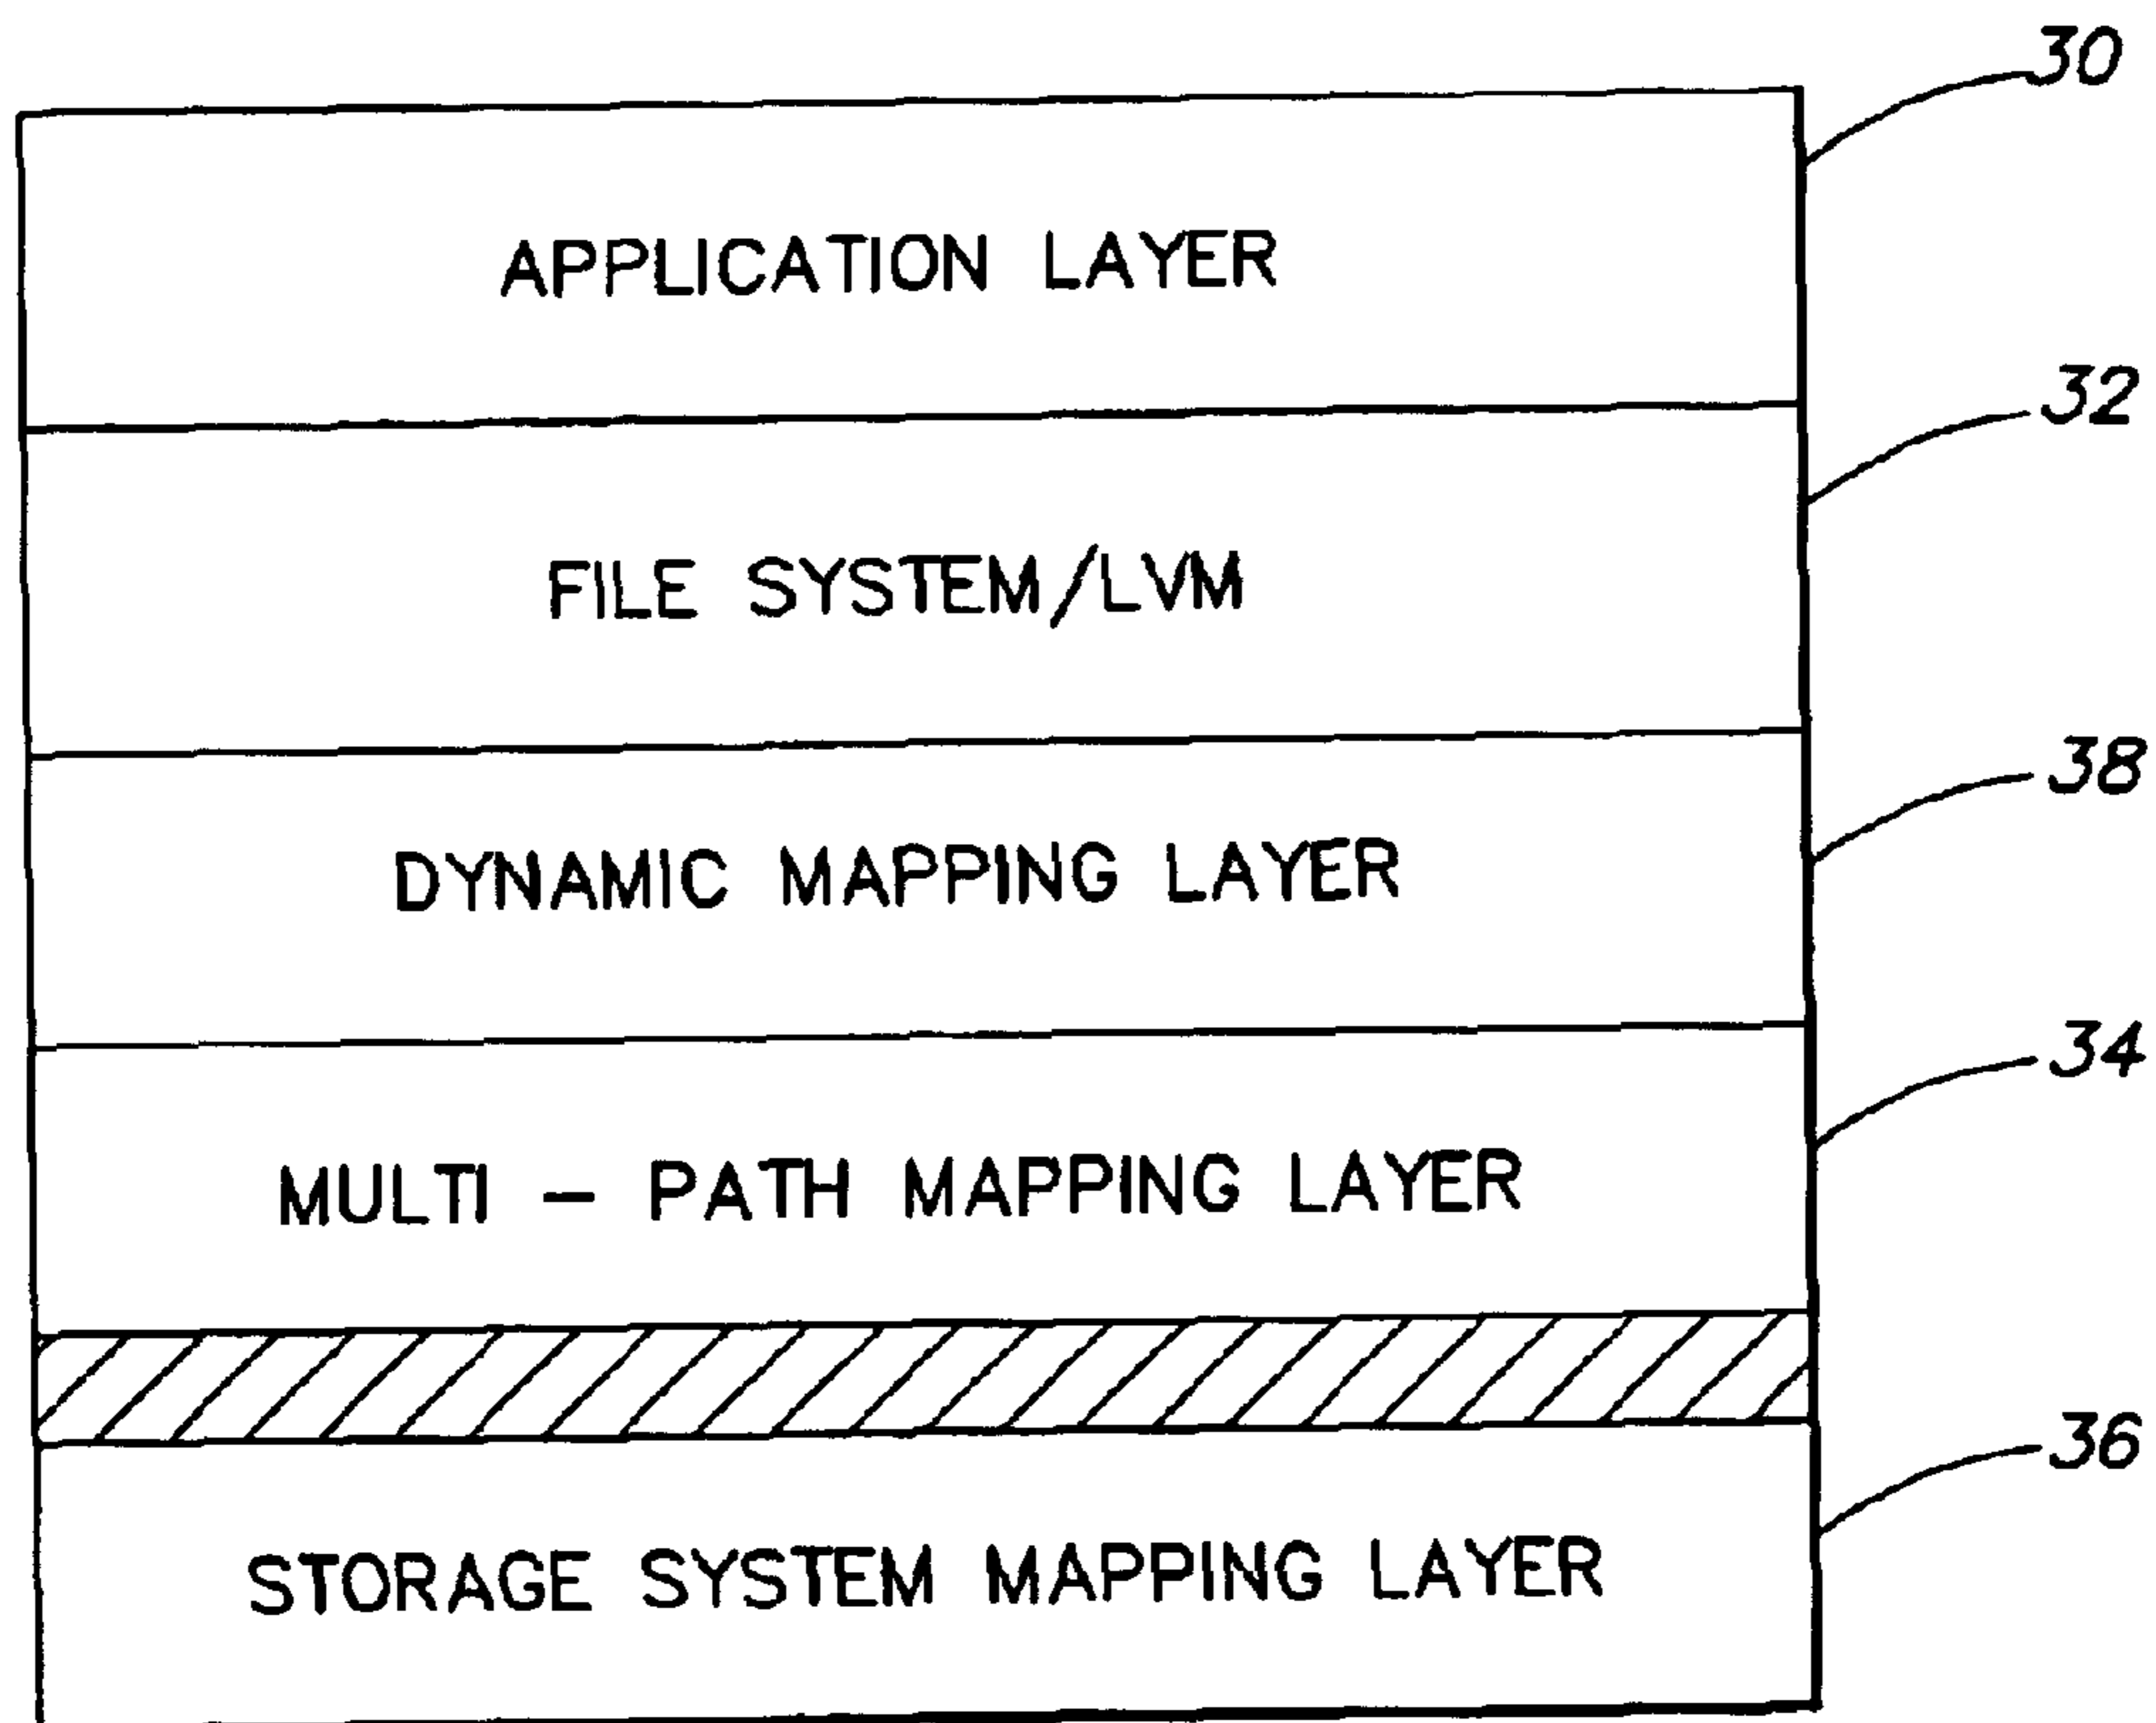 30
APPLICATION LAYER
32
FILE SYSTEM/LVM
38
DYNAMIC MAPPING LAYER
34
MULTI - PATH MAPPING LAYER
36
STORAGE SYSTEM MAPPING LAYER